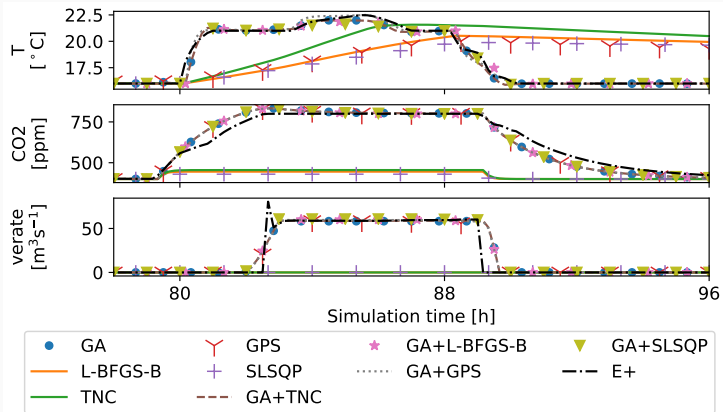 22.5
20.0
17.5
T
[°C]
750
500
CO2
[ppm]
50
0
verate
[m³s⁻¹]
80 88 96
Simulation time [h]
GA GPS GA+L-BFGS-B GA+SLSQP
L-BFGS-B SLSQP GA+GPS E+
TNC GA+TNC